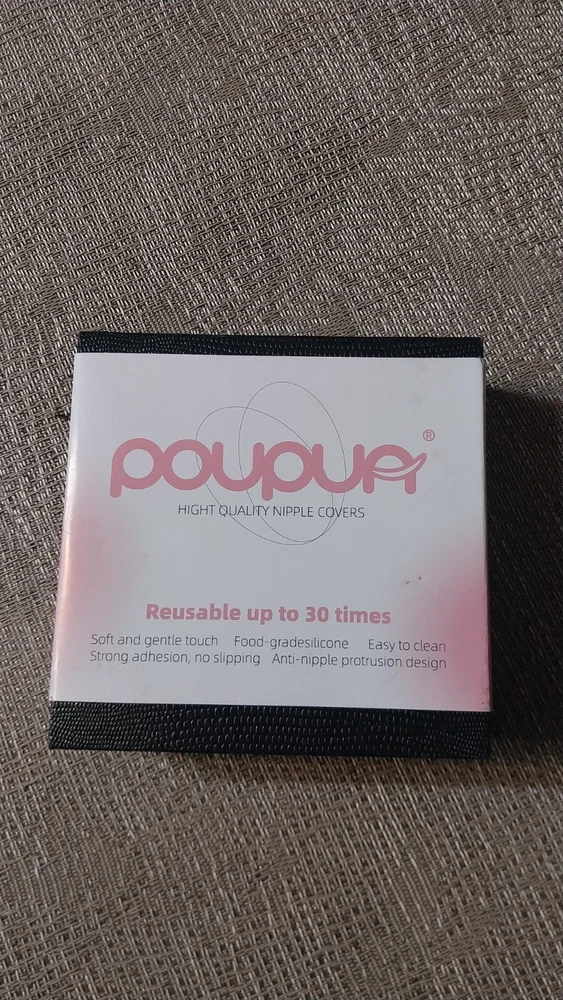 poupua®
HIGHT QUALITY NIPPLE COVERS
Reusable up to 30 times
Soft and gentle touch Food-gradesilicone Easy to clean
Strong adhesion, no slipping Anti-nipple protrusion design